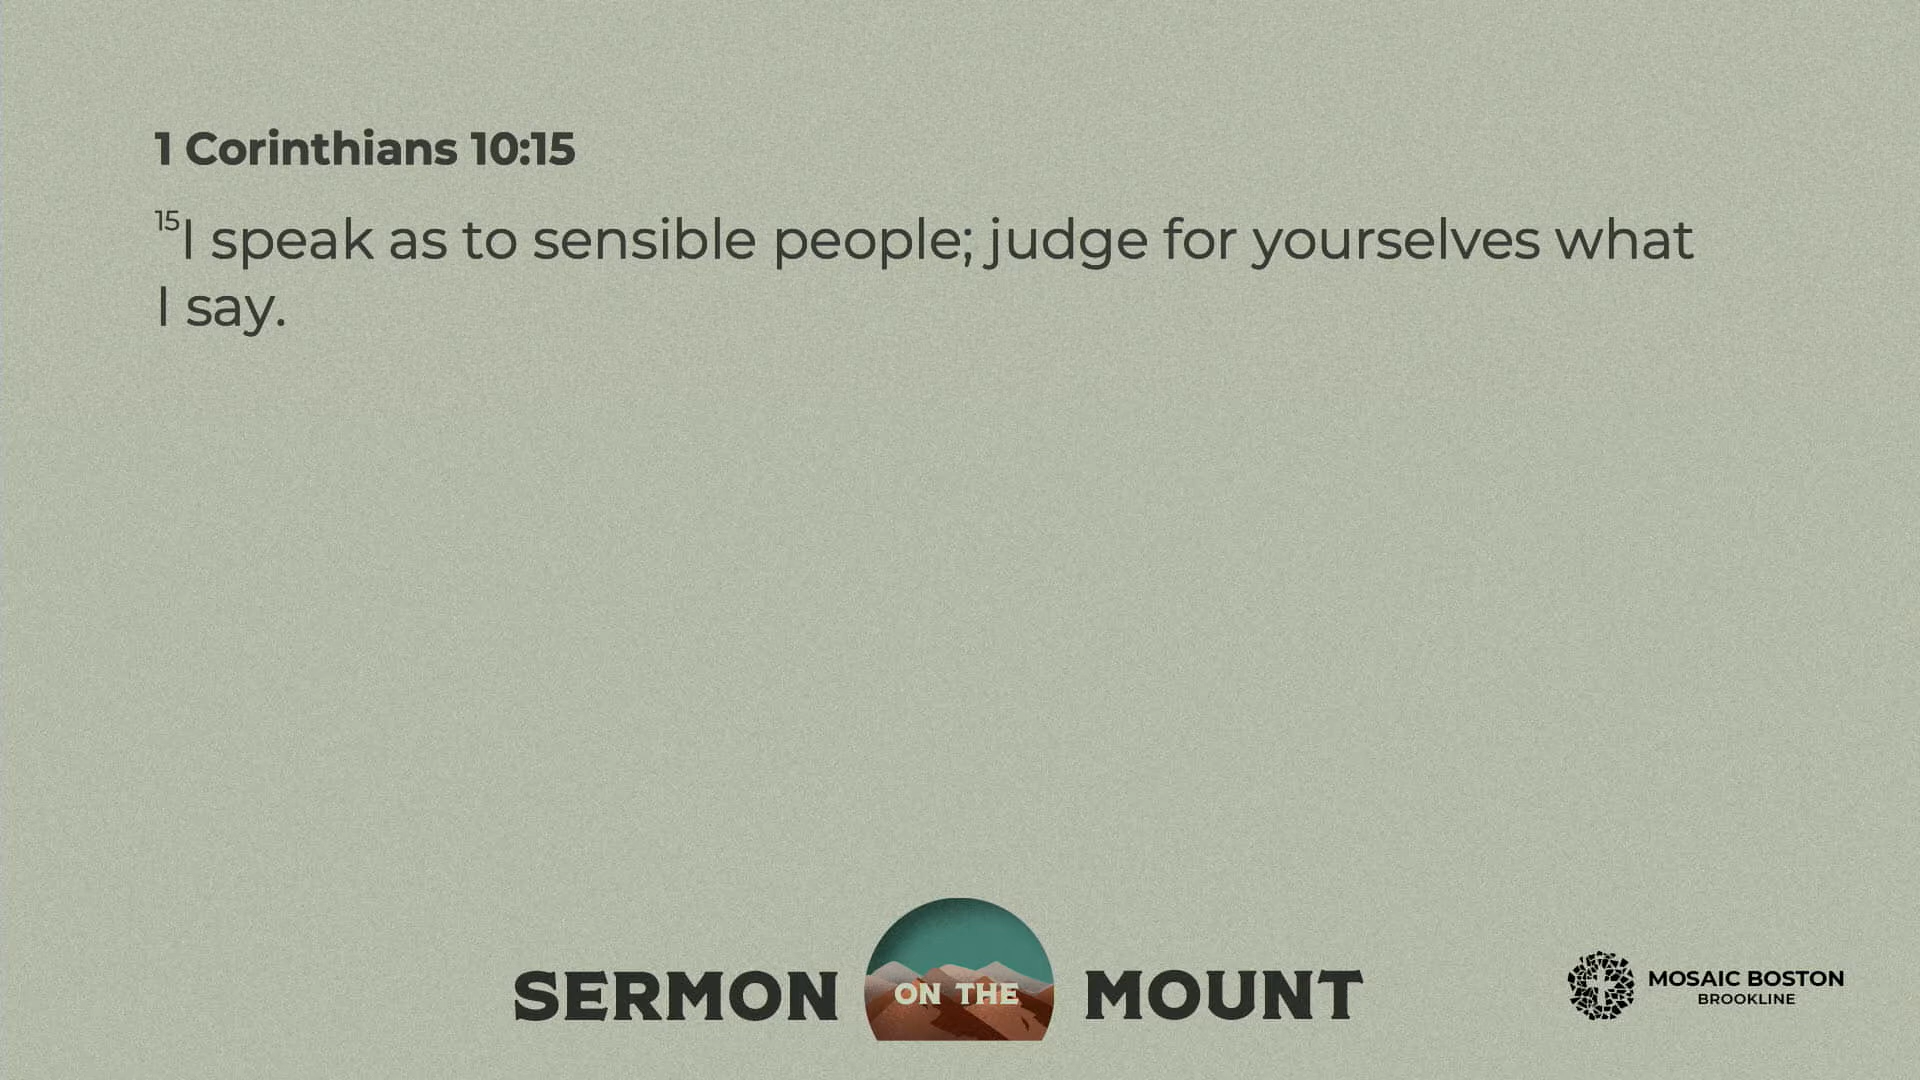 1 Corinthians 10:15
15I speak as to sensible people; judge for yourselves what
I say.
SERMON ON THE MOUNT
MOSAIC BOSTON
BROOKLINE